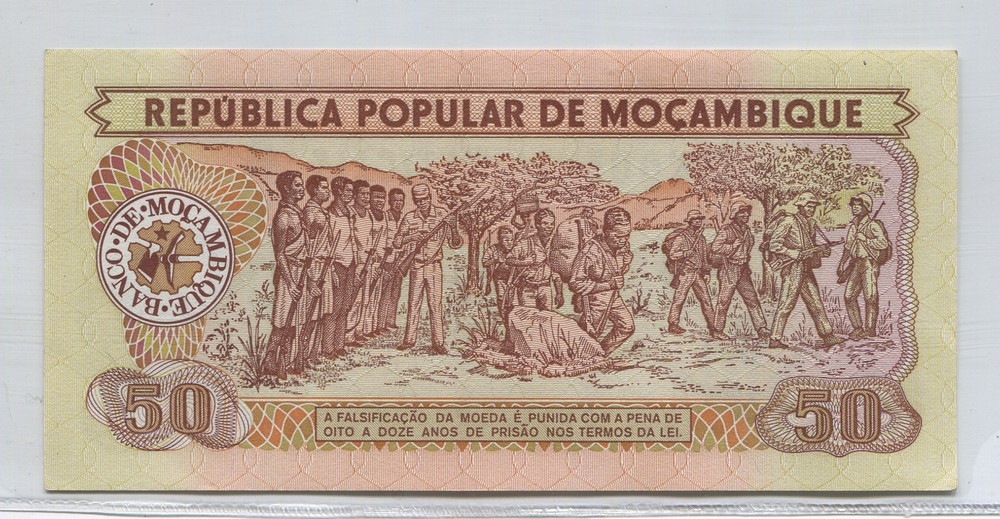 REPÚBLICA POPULAR DE MOÇAMBIQUE
BANCO·DE·MOÇAMBIQUE·
50
A FALSIFICAÇÃO DA MOEDA É PUNIDA COM A PENA DE
OITO A DOZE ANOS DE PRISÃO NOS TERMOS DA LEI.
50